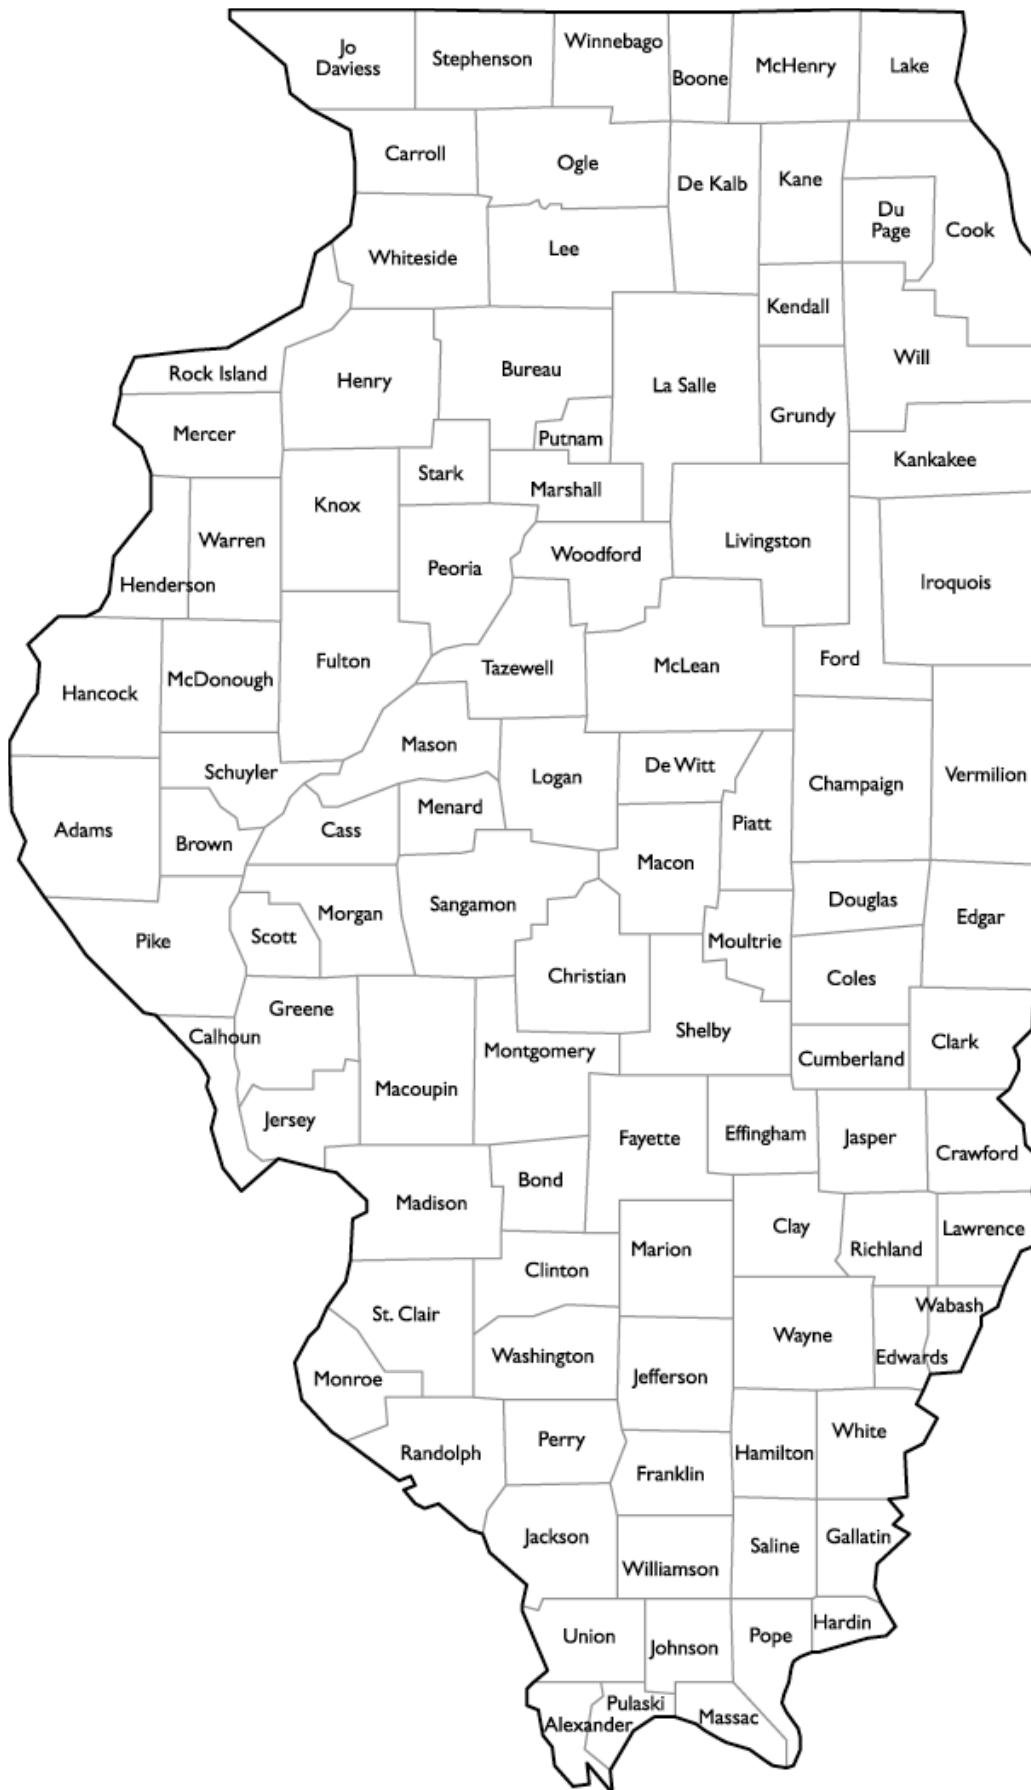 Jo
Daviess
Stephenson
Winnebago
Boone
McHenry
Lake
Carroll
Ogle
De Kalb
Kane
Du
Page
Cook
Whiteside
Lee
Kendall
Will
Rock Island
Henry
Bureau
La Salle
Grundy
Mercer
Putnam
Kankakee
Stark
Marshall
Knox
Warren
Livingston
Woodford
Peoria
Henderson
Iroquois
Fulton
Tazewell
McLean
Ford
Hancock
McDonough
Mason
Schuyler
Logan
De Witt
Champaign
Vermilion
Adams
Brown
Cass
Menard
Piatt
Macon
Sangamon
Douglas
Edgar
Morgan
Scott
Pike
Moultrie
Christian
Coles
Greene
Calhoun
Shelby
Clark
Montgomery
Cumberland
Macoupin
Jersey
Fayette
Effingham
Jasper
Crawford
Bond
Madison
Clay
Lawrence
Marion
Richland
Clinton
St. Clair
Wabash
Wayne
Washington
Edwards
Monroe
Jefferson
White
Randolph
Perry
Hamilton
Franklin
Jackson
Saline
Gallatin
Williamson
Hardin
Union
Johnson
Pope
Pulaski
Massac
Alexander